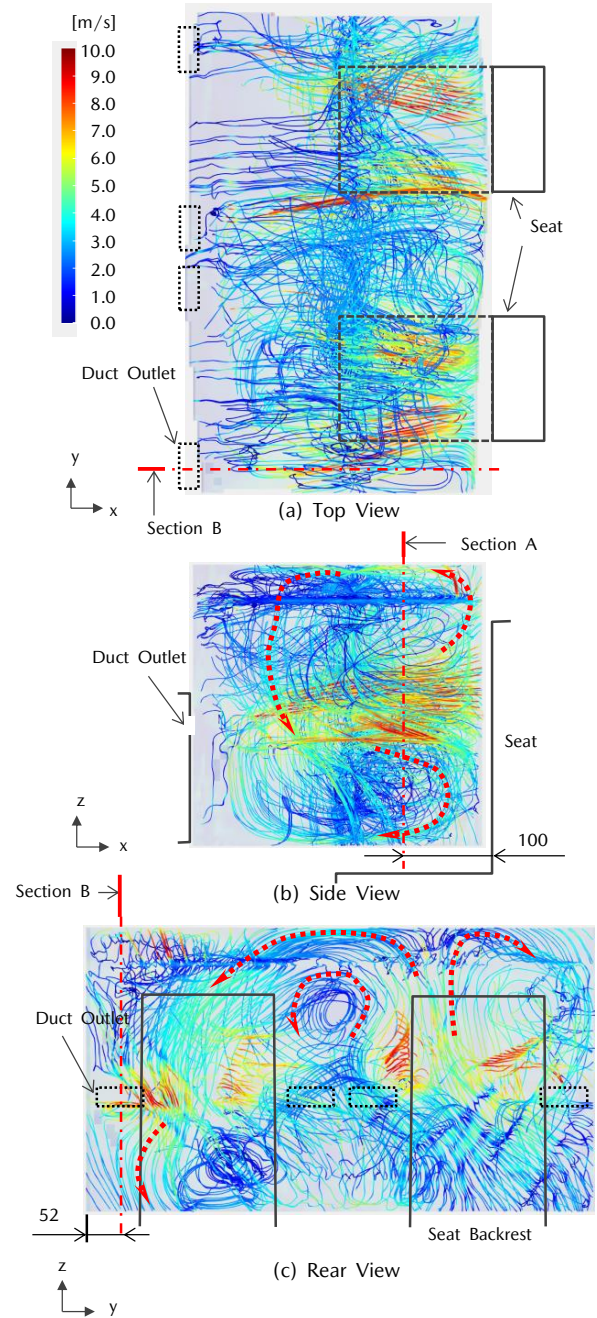 [m/s]
10.0
9.0
8.0
7.0
6.0
5.0
4.0
3.0
2.0
1.0
0.0
Seat
Duct Outlet
y
x
Section B
(a) Top View
Section A
Duct Outlet
Seat
z
x
100
(b) Side View
Section B
Duct Outlet
52
Seat Backrest
(c) Rear View
z
y